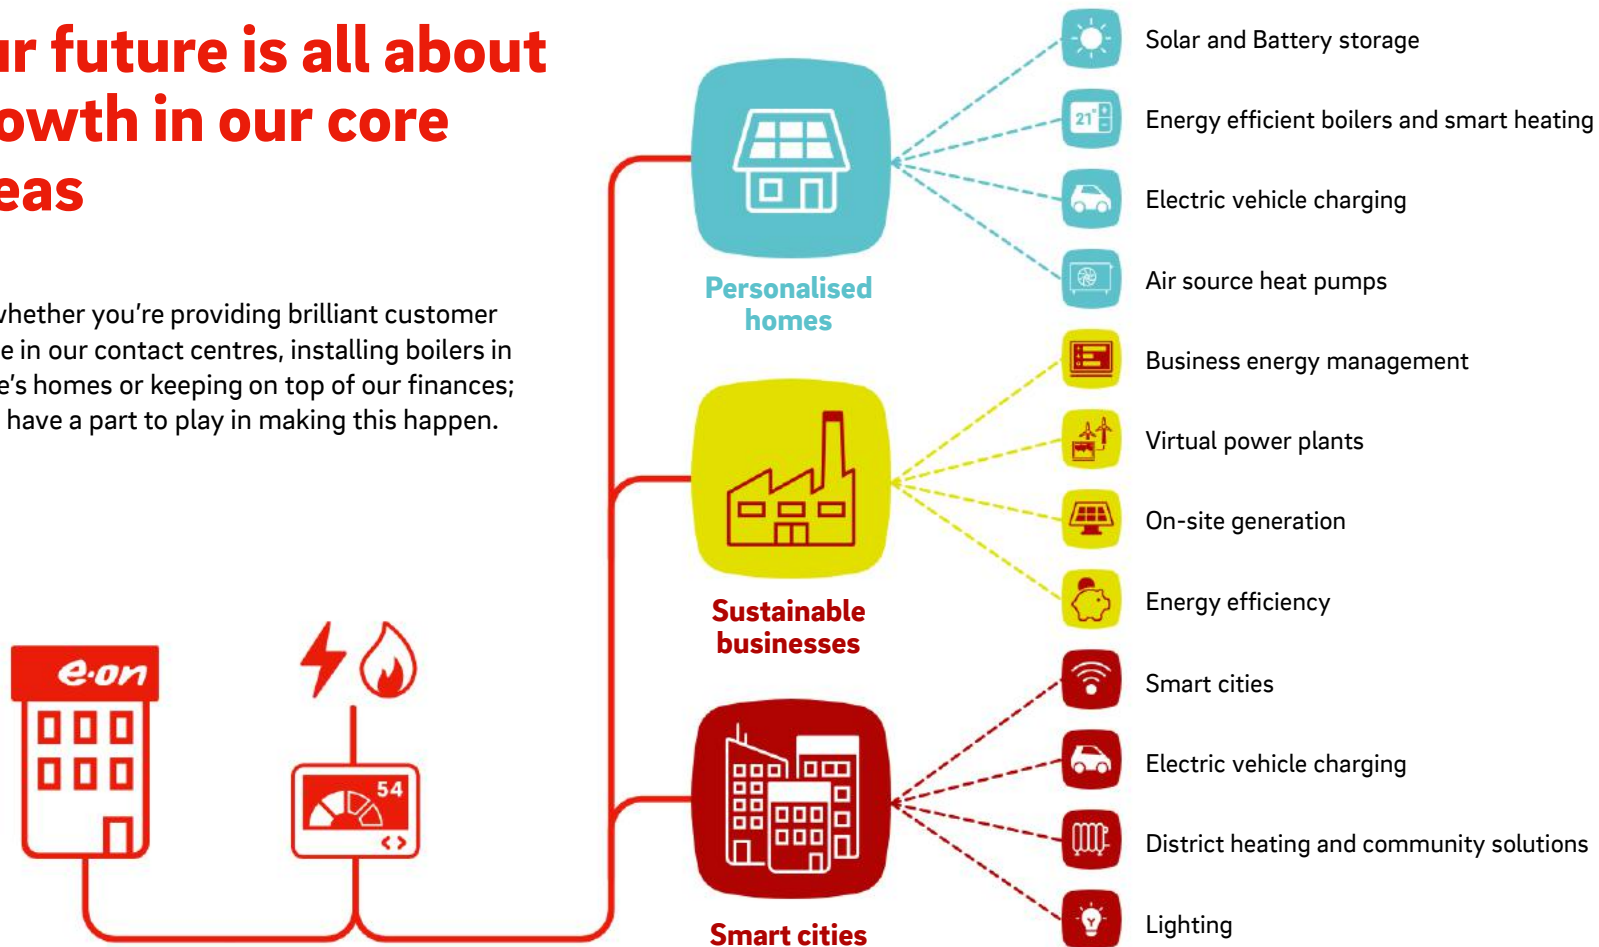 ur future is all about
owth in our core
eas
whether you're providing brilliant customer
e in our contact centres, installing boilers in
e's homes or keeping on top of our finances;
have a part to play in making this happen.
e·on
54
< >
Personalised
homes
Solar and Battery storage
21°
Energy efficient boilers and smart heating
Electric vehicle charging
Air source heat pumps
Sustainable
businesses
Business energy management
Virtual power plants
On-site generation
Energy efficiency
Smart cities
Smart cities
Electric vehicle charging
District heating and community solutions
Lighting